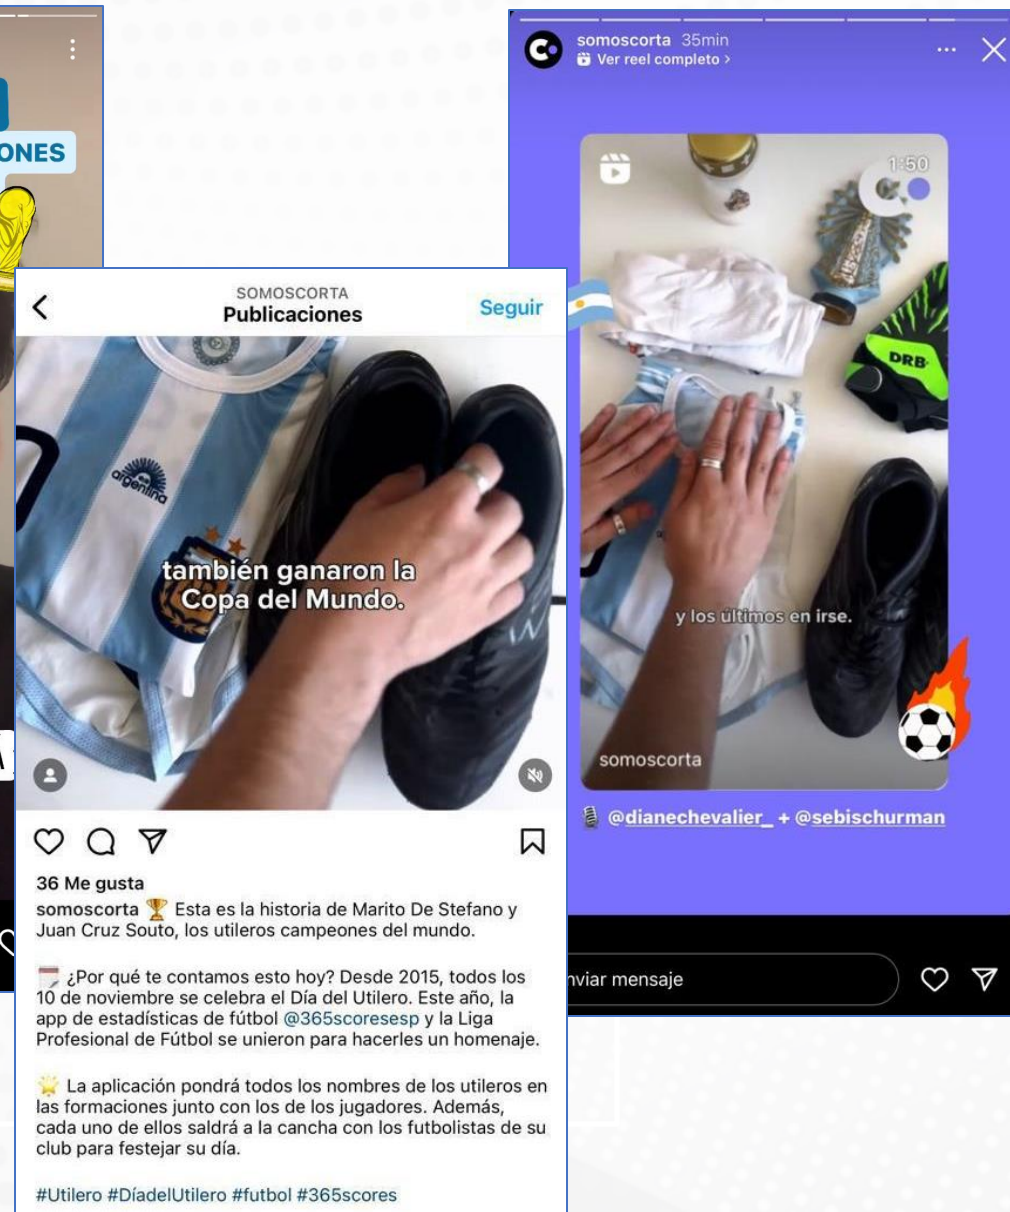 ONES
SOMOSCORTA
Publicaciones
Seguir
argentina
también ganaron la
Copa del Mundo.
36 Me gusta
somoscorta 🏆 Esta es la historia de Marito De Stefano y
Juan Cruz Souto, los utileros campeones del mundo.
🗓️ ¿Por qué te contamos esto hoy? Desde 2015, todos los
10 de noviembre se celebra el Día del Utilero. Este año, la
app de estadísticas de fútbol @365scoresesp y la Liga
Profesional de Fútbol se unieron para hacerles un homenaje.
🌟 La aplicación pondrá todos los nombres de los utileros en
las formaciones junto con los de los jugadores. Además,
cada uno de ellos saldrá a la cancha con los futbolistas de su
club para festejar su día.
#Utilero #DíadelUtilero #futbol #365scores
somoscorta 35min
Ver reel completo >
1:50
DRB
y los últimos en irse.
somoscorta
🎙️ @dianechevalier_ + @sebischurman
nviar mensaje